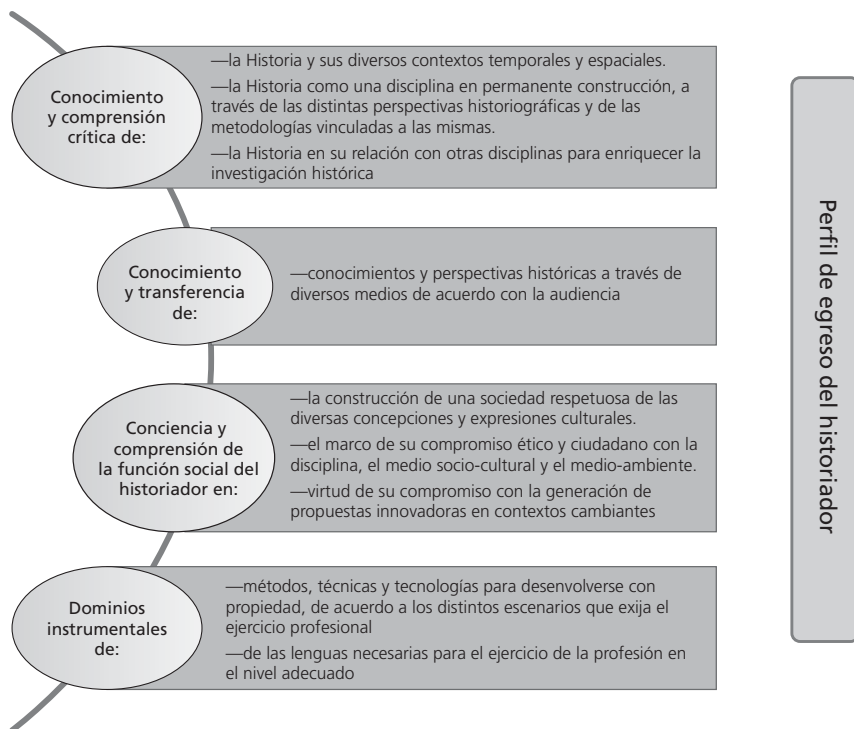 Conocimiento
y comprensión
crítica de:
—la Historia y sus diversos contextos temporales y espaciales.
—la Historia como una disciplina en permanente construcción, a
través de las distintas perspectivas historiográficas y de las
metodologías vinculadas a las mismas.
—la Historia en su relación con otras disciplinas para enriquecer la
investigación histórica
Conocimiento
y transferencia
de:
—conocimientos y perspectivas históricas a través de
diversos medios de acuerdo con la audiencia
Conciencia y
comprensión de
la función social del
historiador en:
—la construcción de una sociedad respetuosa de las
diversas concepciones y expresiones culturales.
—el marco de su compromiso ético y ciudadano con la
disciplina, el medio socio-cultural y el medio-ambiente.
—virtud de su compromiso con la generación de
propuestas innovadoras en contextos cambiantes
Dominios
instrumentales
de:
—métodos, técnicas y tecnologías para desenvolverse con
propiedad, de acuerdo a los distintos escenarios que exija el
ejercicio profesional
—de las lenguas necesarias para el ejercicio de la profesión en
el nivel adecuado
Perfil de egreso del historiador